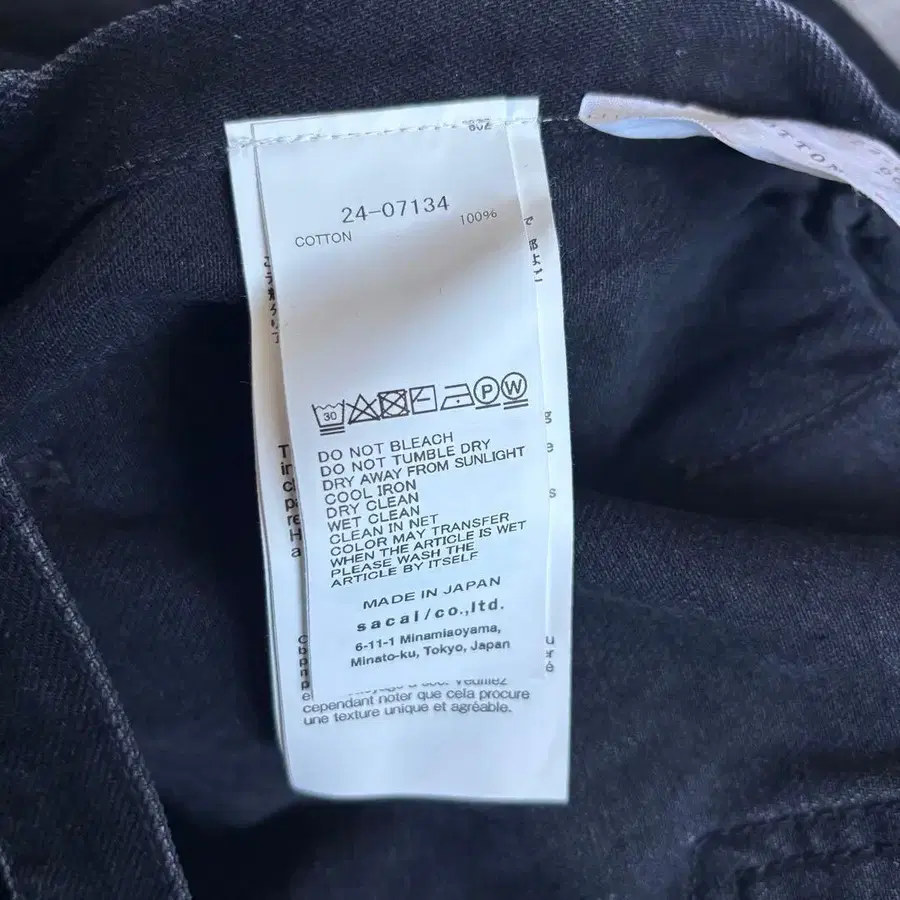 24-07134
COTTON 100%
30
P W
DO NOT BLEACH
DO NOT TUMBLE DRY
DRY AWAY FROM SUNLIGHT
COOL IRON
DRY CLEAN
WET CLEAN
CLEAN IN NET
COLOR MAY TRANSFER
WHEN THE ARTICLE IS WET
PLEASE WASH THE
ARTICLE BY ITSELF
MADE IN JAPAN
sacai/co.,ltd.
6-11-1 Minamiaoyama,
Minato-ku, Tokyo, Japan
Veuillez
cependant noter que cela procure
une texture unique et agréable.
COTTON